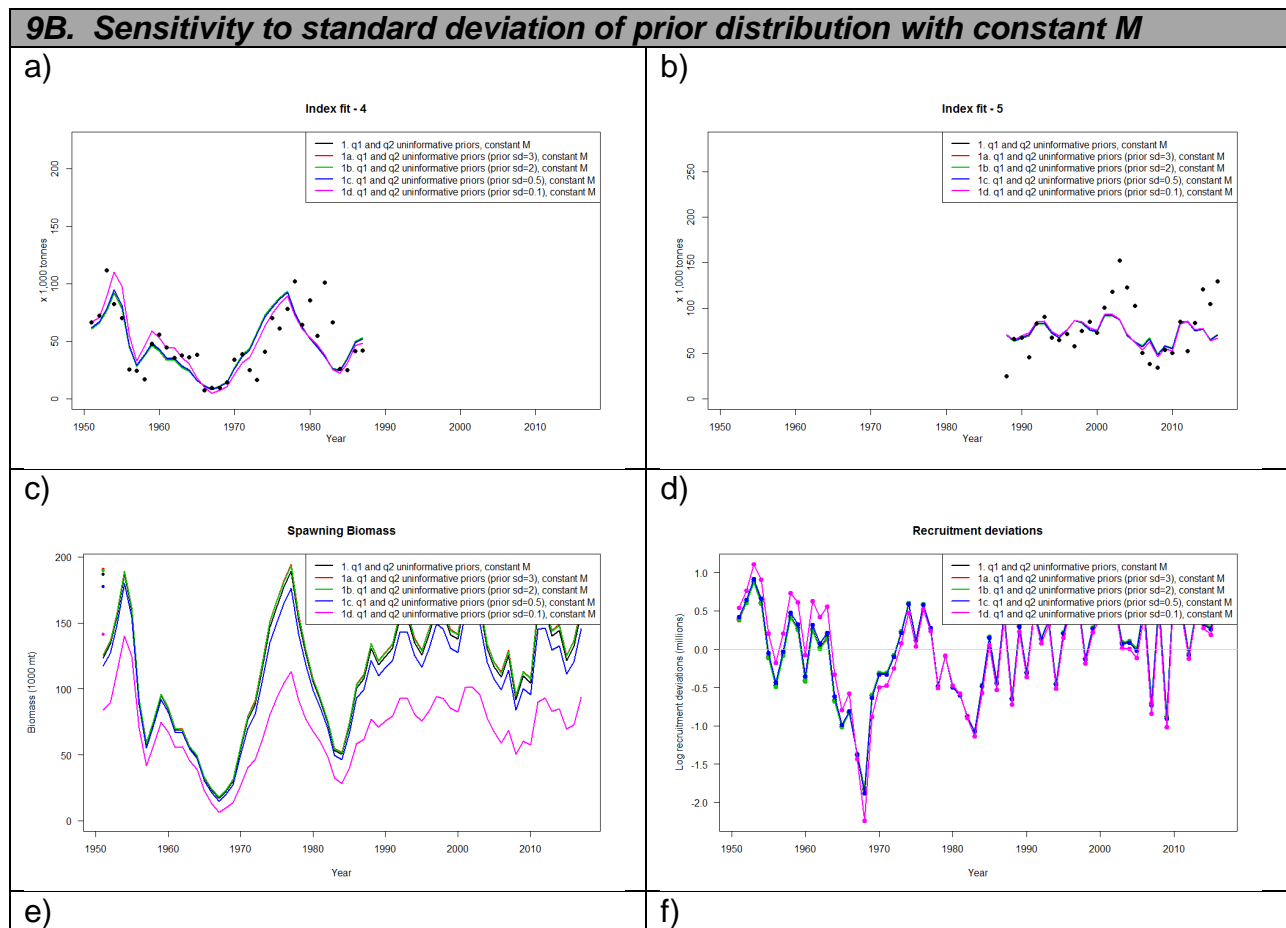 9B. Sensitivity to standard deviation of prior distribution with constant M
a)
Index fit - 4
1. q1 and q2 uninformative priors, constant M
1a. q1 and q2 uninformative priors (prior sd=3), constant M
1b. q1 and q2 uninformative priors (prior sd=2), constant M
1c. q1 and q2 uninformative priors (prior sd=0.5), constant M
1d. q1 and q2 uninformative priors (prior sd=0.1), constant M
x 1,000 tonnes
200
150
100
50
0
1950 1960 1970 1980 1990 2000 2010
Year
b)
Index fit - 5
1. q1 and q2 uninformative priors, constant M
1a. q1 and q2 uninformative priors (prior sd=3), constant M
1b. q1 and q2 uninformative priors (prior sd=2), constant M
1c. q1 and q2 uninformative priors (prior sd=0.5), constant M
1d. q1 and q2 uninformative priors (prior sd=0.1), constant M
x 1,000 tonnes
250
200
150
100
50
0
1950 1960 1970 1980 1990 2000 2010
Year
c)
Spawning Biomass
1. q1 and q2 uninformative priors, constant M
1a. q1 and q2 uninformative priors (prior sd=3), constant M
1b. q1 and q2 uninformative priors (prior sd=2), constant M
1c. q1 and q2 uninformative priors (prior sd=0.5), constant M
1d. q1 and q2 uninformative priors (prior sd=0.1), constant M
Biomass (1000 mt)
200
150
100
50
0
1950 1960 1970 1980 1990 2000 2010
Year
d)
Recruitment deviations
1. q1 and q2 uninformative priors, constant M
1a. q1 and q2 uninformative priors (prior sd=3), constant M
1b. q1 and q2 uninformative priors (prior sd=2), constant M
1c. q1 and q2 uninformative priors (prior sd=0.5), constant M
1d. q1 and q2 uninformative priors (prior sd=0.1), constant M
Log recruitment deviations (millions)
1.0
0.5
0.0
-0.5
-1.0
-1.5
-2.0
1950 1960 1970 1980 1990 2000 2010
Year
e)
f)